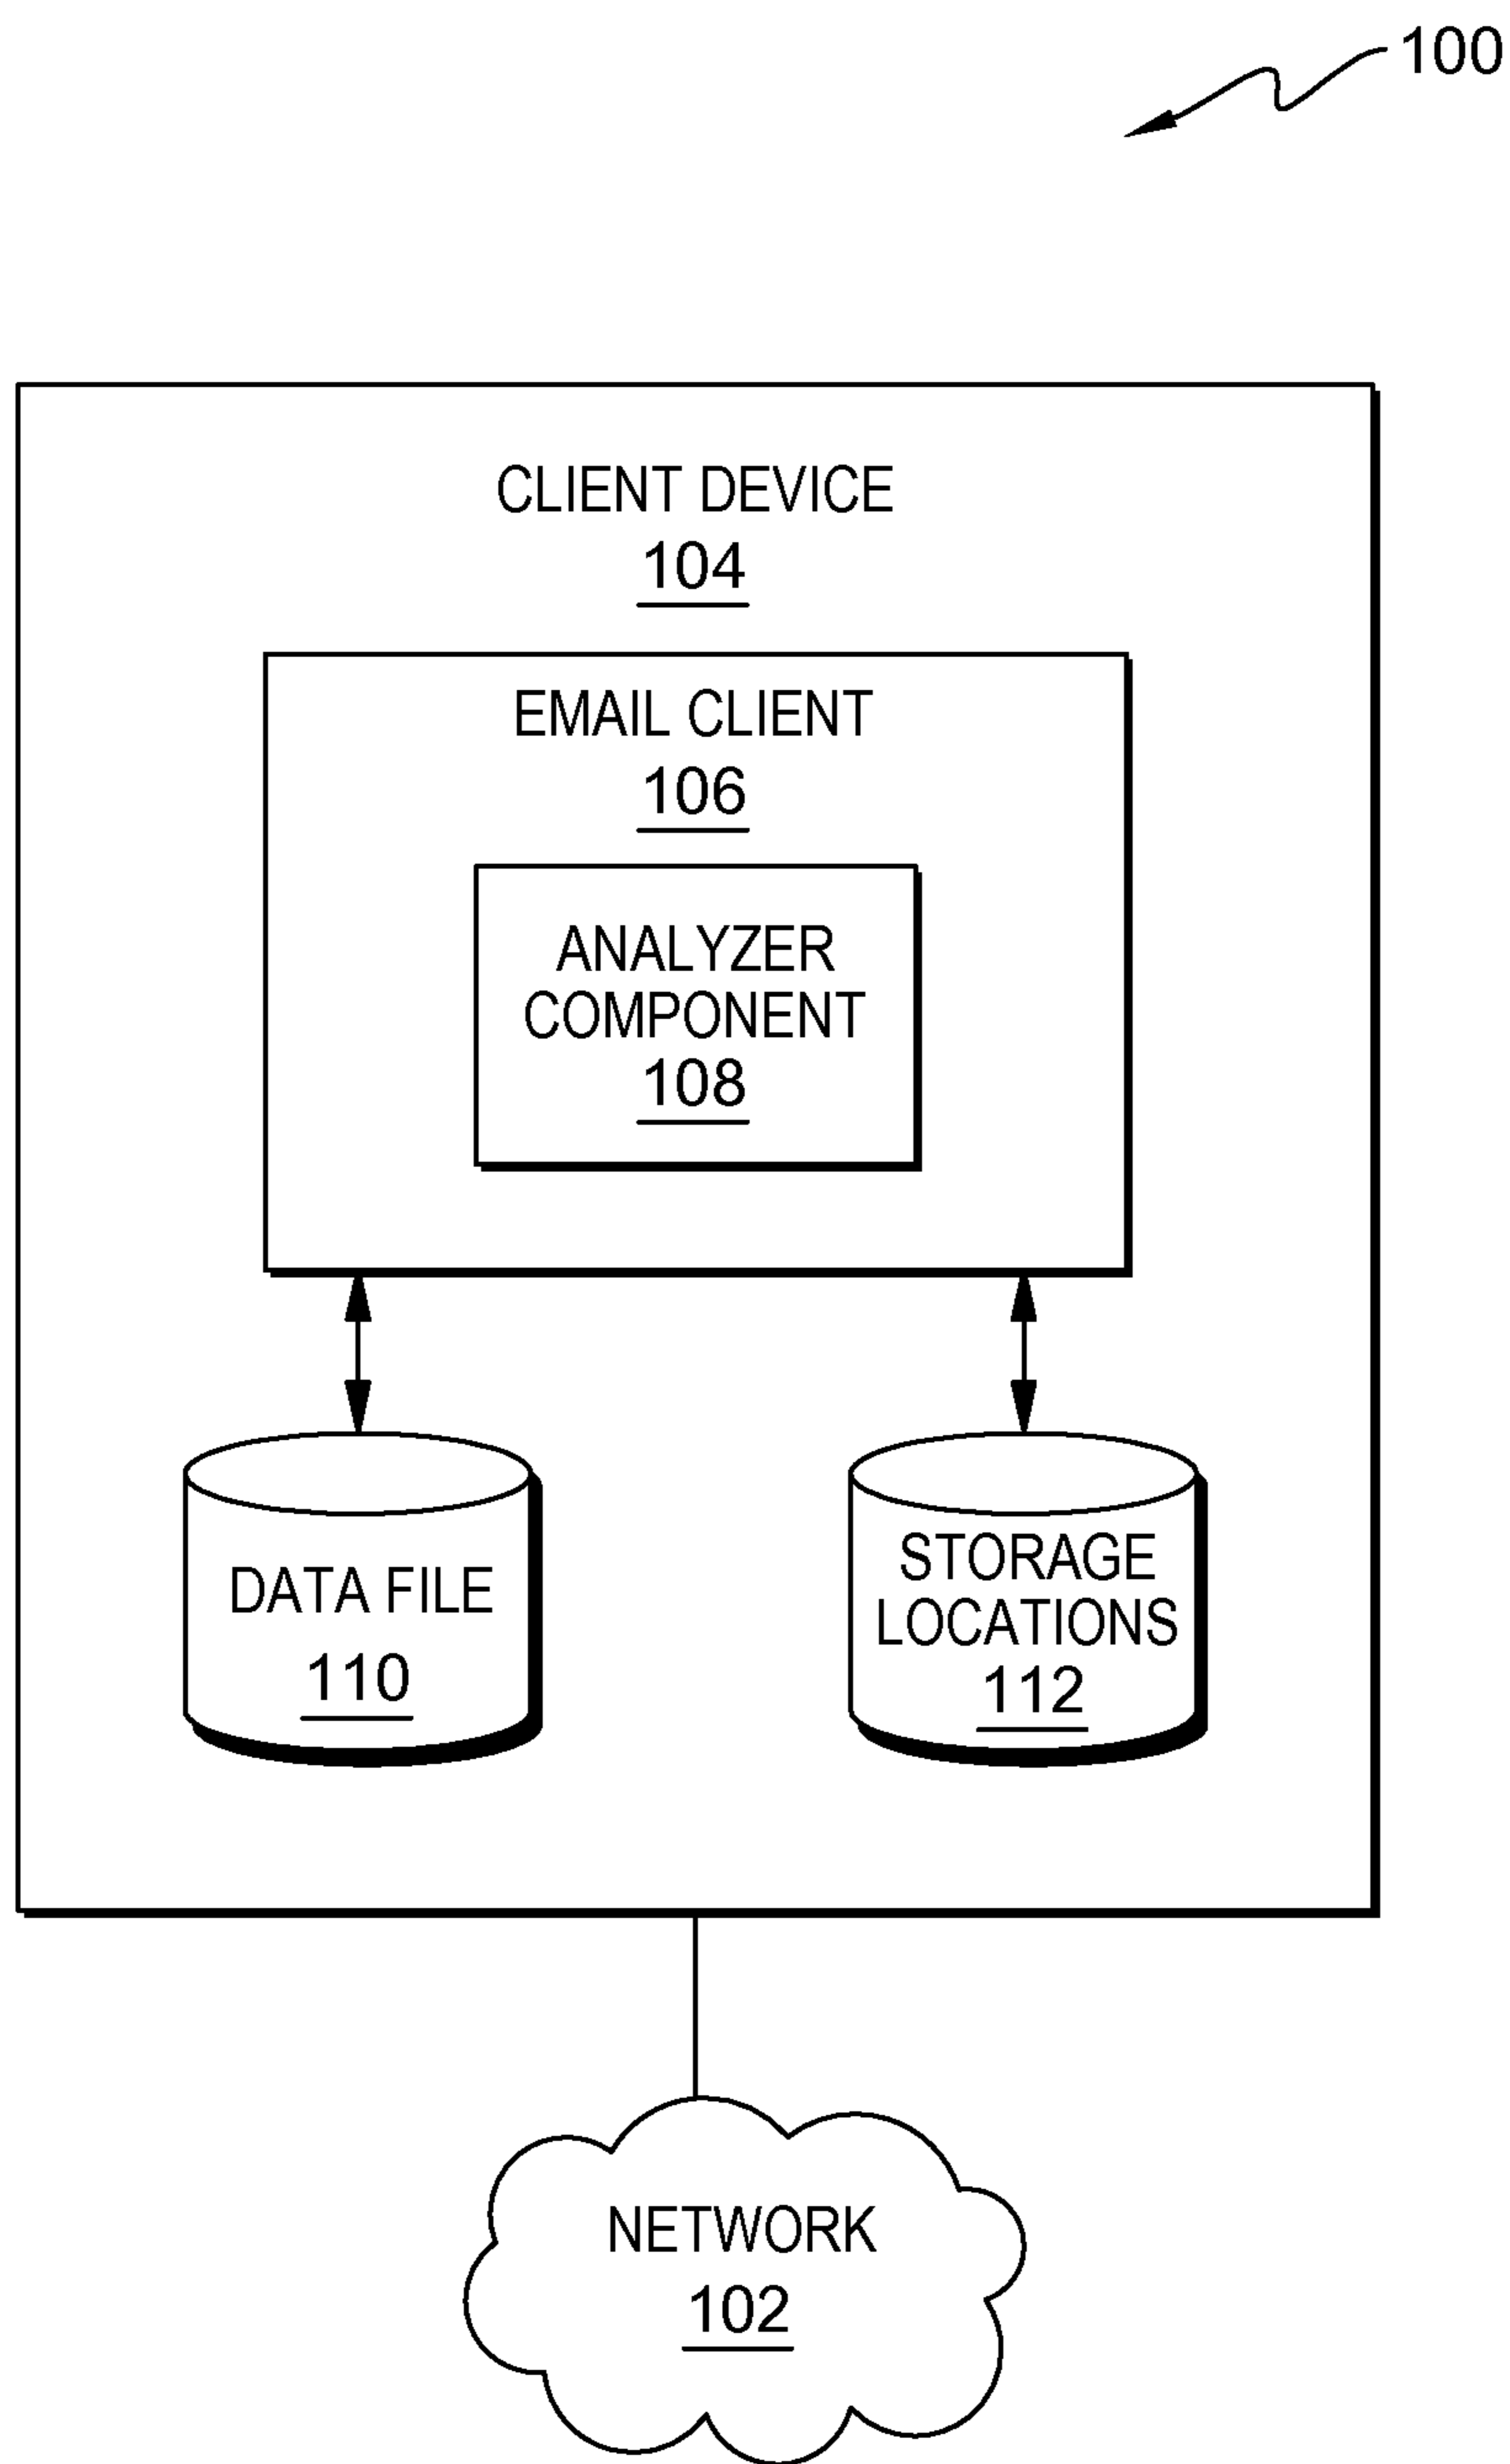 100
CLIENT DEVICE
104
EMAIL CLIENT
106
ANALYZER
COMPONENT
108
DATA FILE
110
STORAGE
LOCATIONS
112
NETWORK
102